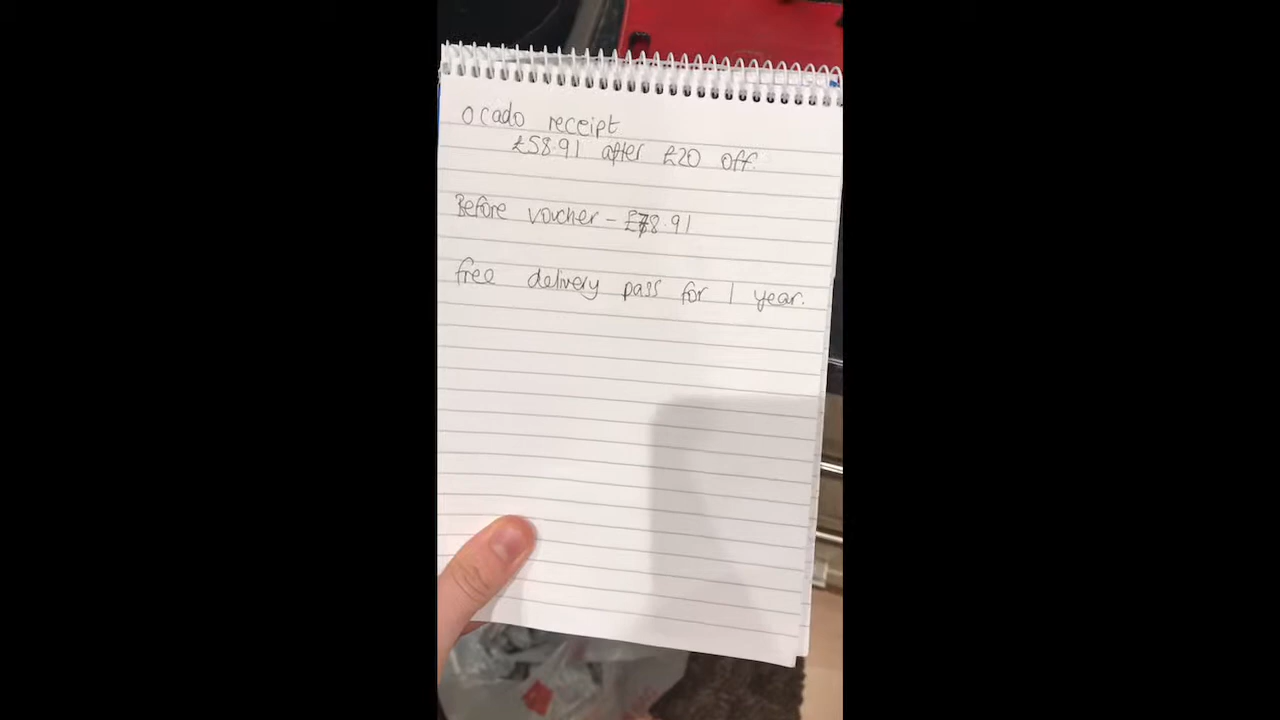 ocado receipt
£58.91 after £20 off.
Before voucher - £78.91
free delivery pass for 1 year.